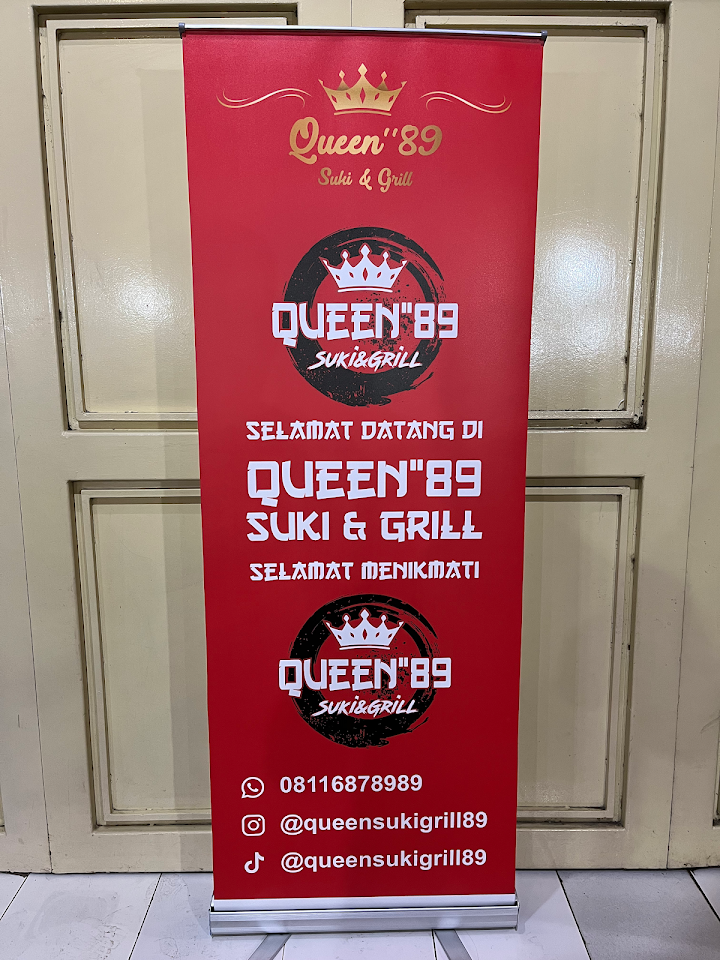 Queen"89
Suki & Grill
QUEEN"89
SUKI&GRILL
SELAMAT DATANG DI
QUEEN"89
SUKI & GRILL
SELAMAT MENIKMATI
QUEEN"89
SUKI&GRILL
08116878989
@queensukigrill89
@queensukigrill89